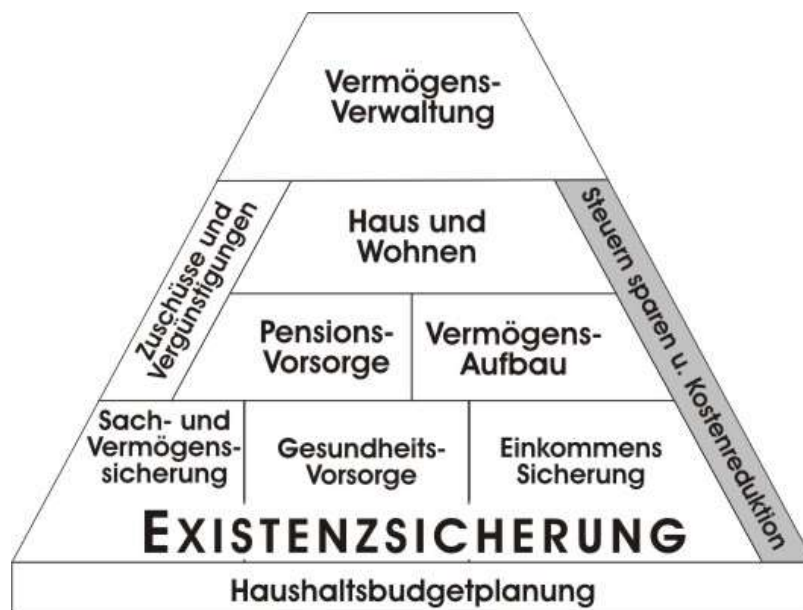 Vermögens-
Verwaltung
Zuschüsse und
Vergünstigungen
Haus und
Wohnen
Steuern sparen u. Kostenreduktion
Pensions-
Vorsorge
Vermögens-
Aufbau
Sach- und
Vermögens-
sicherung
Gesundheits-
Vorsorge
Einkommens
Sicherung
EXISTENZSICHERUNG
Haushaltsbudgetplanung